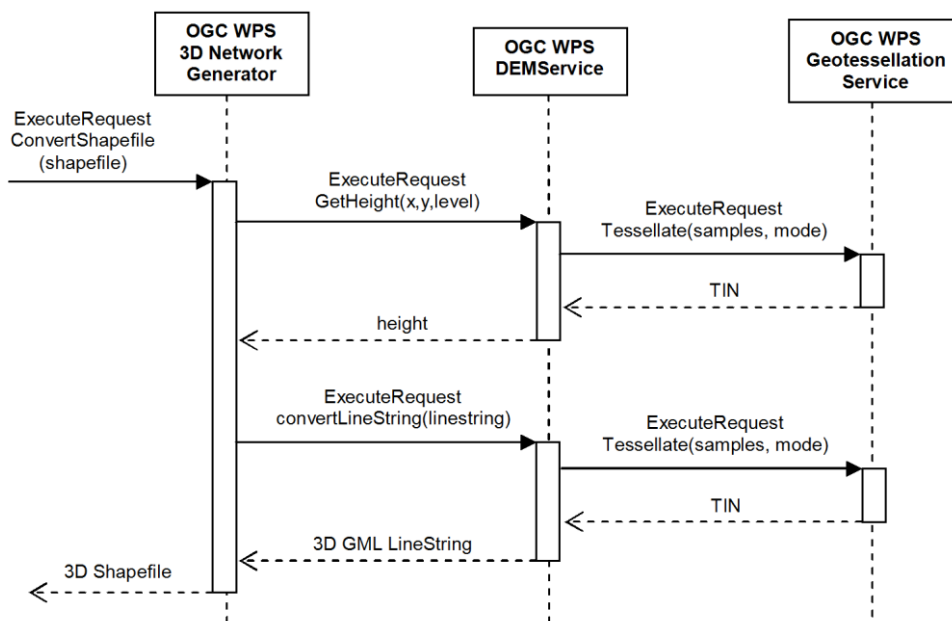 OGC WPS
3D Network
Generator
OGC WPS
DEMService
OGC WPS
Geotessellation
Service
ExecuteRequest
ConvertShapefile
(shapefile)
ExecuteRequest
GetHeight(x,y,level)
ExecuteRequest
Tessellate(samples, mode)
TIN
height
ExecuteRequest
convertLineString(linestring)
ExecuteRequest
Tessellate(samples, mode)
TIN
3D GML LineString
3D Shapefile